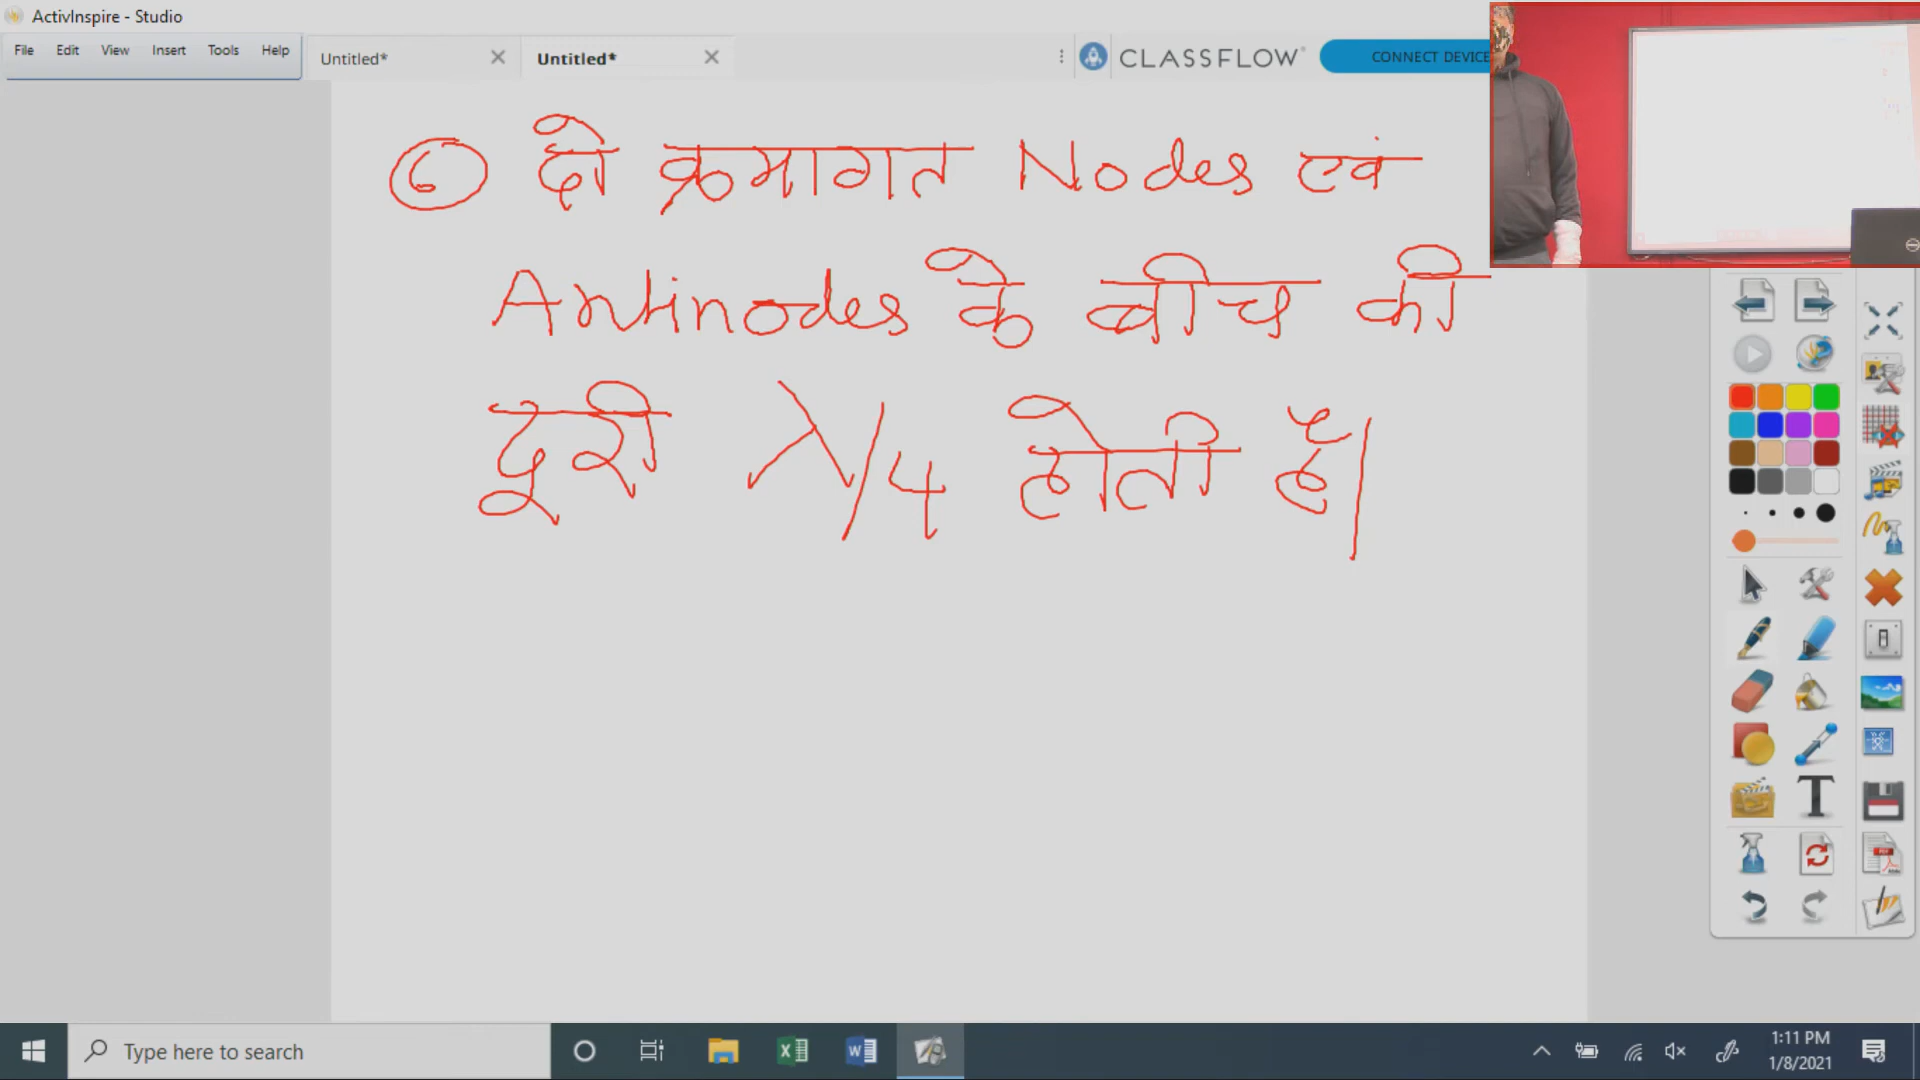 ActivInspire - Studio
File Edit View Insert Tools Help
Untitled* Untitled*
CLASSFLOW CONNECT DEVICE
6 दो क्रमागत Nodes एवं
Antinodes के बीच की
दूरी λ/4 होती है।
Type here to search
1:11 PM
1/8/2021